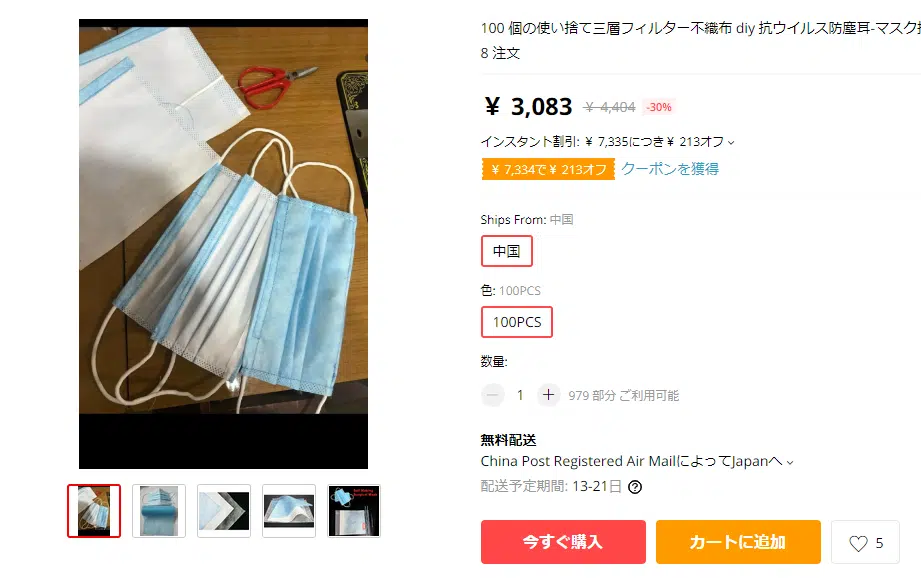 100 個の使い捨て三層フィルター不織布 diy 抗ウイルス防塵耳-マスク
8 注文
¥ 3,083 ¥ 4,404 -30%
インスタント割引: ¥ 7,335につき ¥ 213オフ
¥ 7,334で ¥ 213オフ クーポンを獲得
Ships From: 中国
中国
色: 100PCS
100PCS
数量:
1 979 部分 ご利用可能
無料配送
China Post Registered Air MailによってJapanへ
配送予定期間: 13-21日
今すぐ購入 カートに追加 5